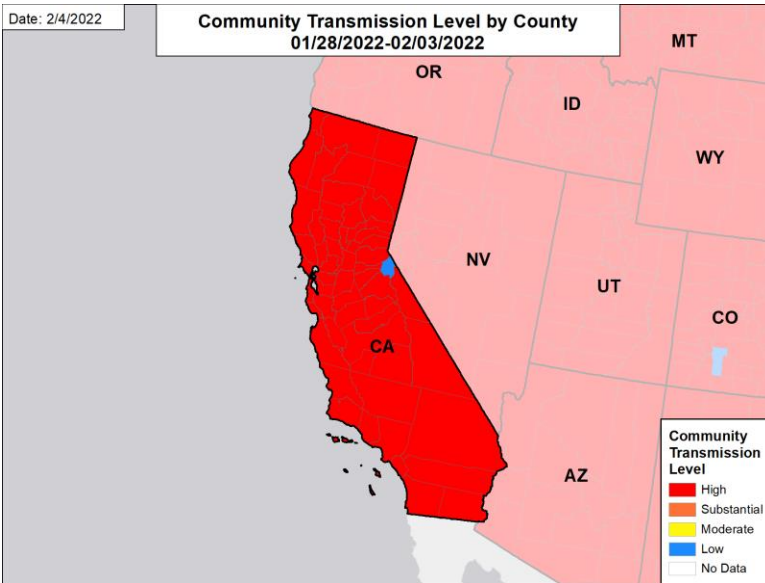 Date: 2/4/2022
Community Transmission Level by County
01/28/2022-02/03/2022
MT
OR
ID
WY
NV
UT
CO
CA
AZ
Community
Transmission
Level
High
Substantial
Moderate
Low
No Data